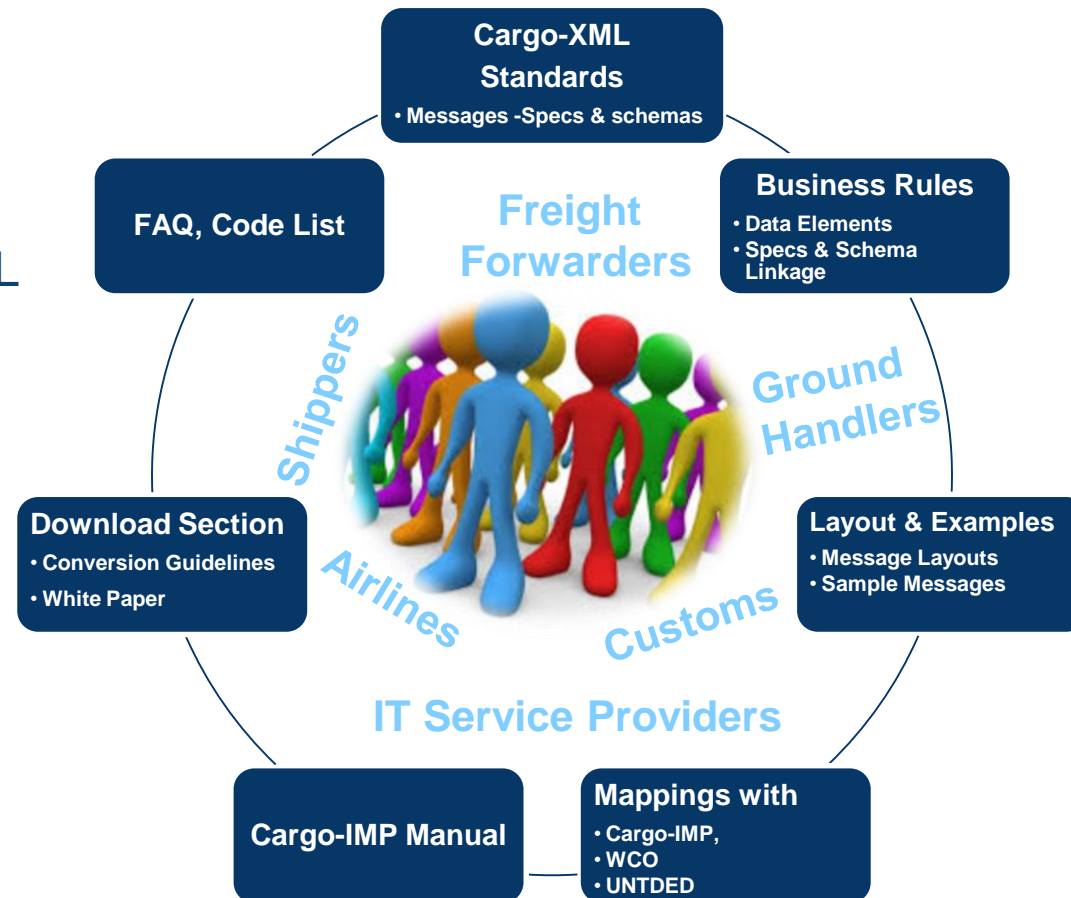 Cargo-XML
Standards
• Messages -Specs & schemas
Business Rules
• Data Elements
• Specs & Schema
Linkage
FAQ, Code List
Freight
Forwarders
L
Shippers
Ground
Handlers
Download Section
• Conversion Guidelines
• White Paper
Layout & Examples
• Message Layouts
• Sample Messages
Airlines
Customs
IT Service Providers
Cargo-IMP Manual
Mappings with
• Cargo-IMP,
• WCO
• UNTDED